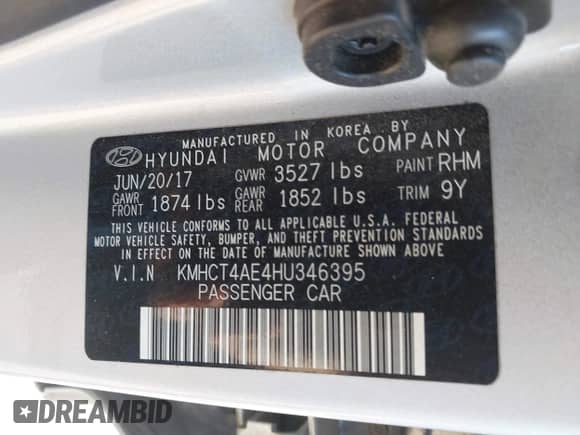 MANUFACTURED IN KOREA BY
HYUNDAI MOTOR COMPANY
JUN/20/17 GVWR 3527 lbs PAINT RHM
GAWR FRONT 1874 lbs GAWR REAR 1852 lbs TRIM 9Y
THIS VEHICLE CONFORMS TO ALL APPLICABLE U.S.A. FEDERAL
MOTOR VEHICLE SAFETY, BUMPER, AND THEFT PREVENTION STANDARDS
IN EFFECT ON THE DATE OF MANUFACTURE SHOWN ABOVE.
V.I.N KMHCT4AE4HU346395
PASSENGER CAR
DREAMBID